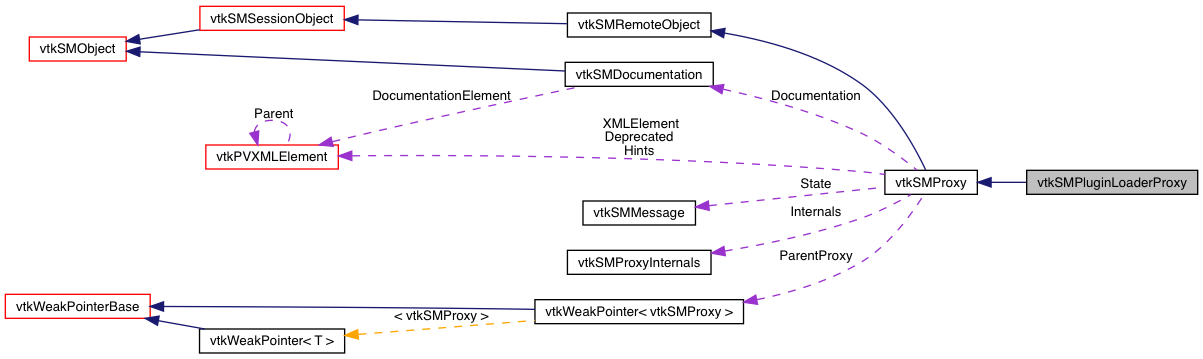 vtkSMSessionObject
vtkSMRemoteObject
vtkSMObject
vtkSMDocumentation
DocumentationElement
Documentation
Parent
XMLElement
Deprecated
Hints
vtkPVXMLElement
vtkSMProxy
vtkSMPluginLoaderProxy
State
vtkSMMessage
Internals
vtkSMProxyInternals
ParentProxy
vtkWeakPointerBase
vtkWeakPointer< vtkSMProxy >
< vtkSMProxy >
vtkWeakPointer< T >